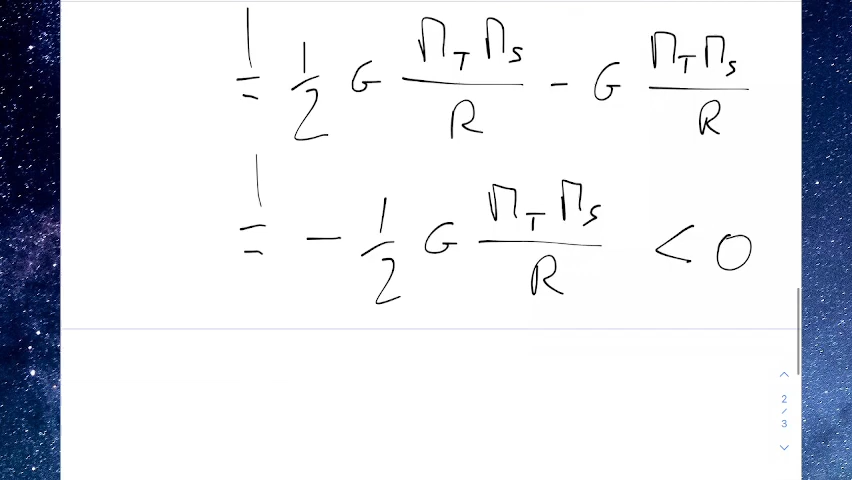 = 1/2 G M_T M_S / R - G M_T M_S / R
= - 1/2 G M_T M_S / R < 0
2
/
3